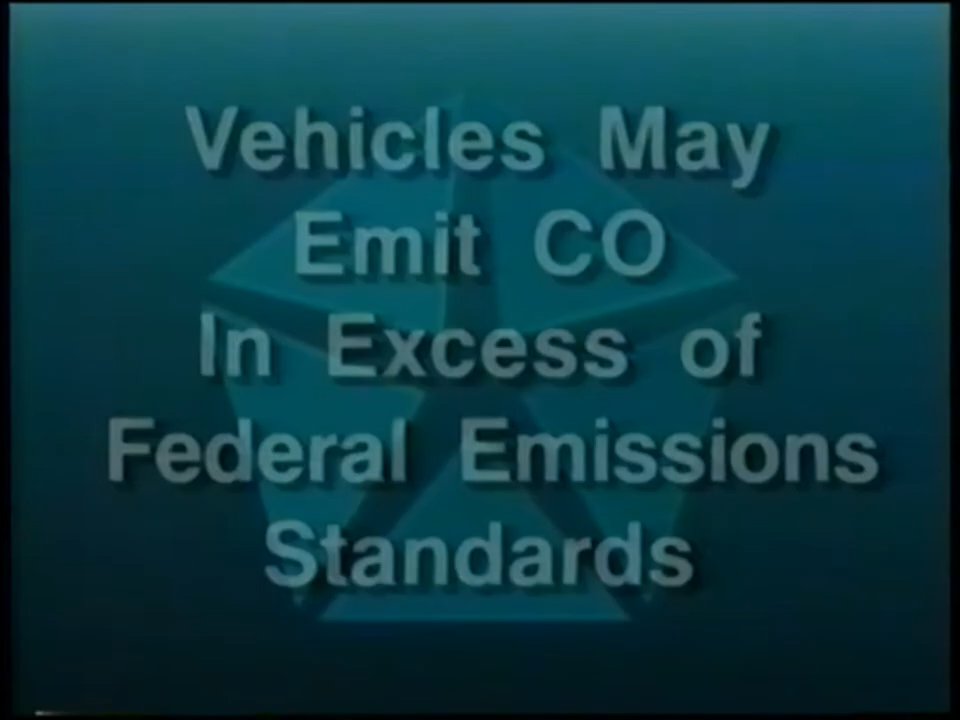 Vehicles May
Emit CO
In Excess of
Federal Emissions
Standards